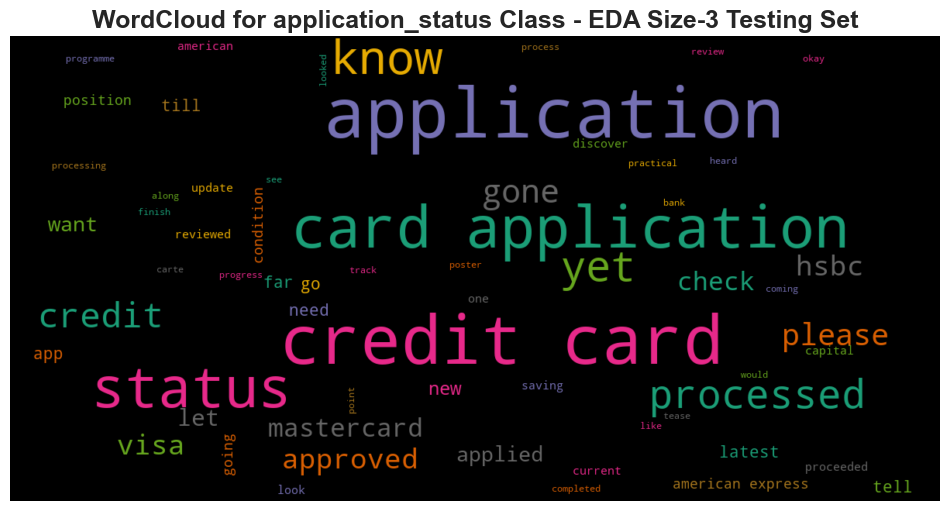 WordCloud for application_status Class - EDA Size-3 Testing Set
american
know
process
review
programme
looked
okay
position
till
application
discover
processing
practical
heard
see
along
update
gone
bank
want
finish
condition
card application
reviewed
yet
hsbc
carte
progress
track
poster
far
go
check
coming
credit
need
one
please
app
credit card
capital
status
new
saving
would
processed
point
let
mastercard
tease
like
visa
going
approved
applied
latest
current
proceeded
look
completed
american express
tell